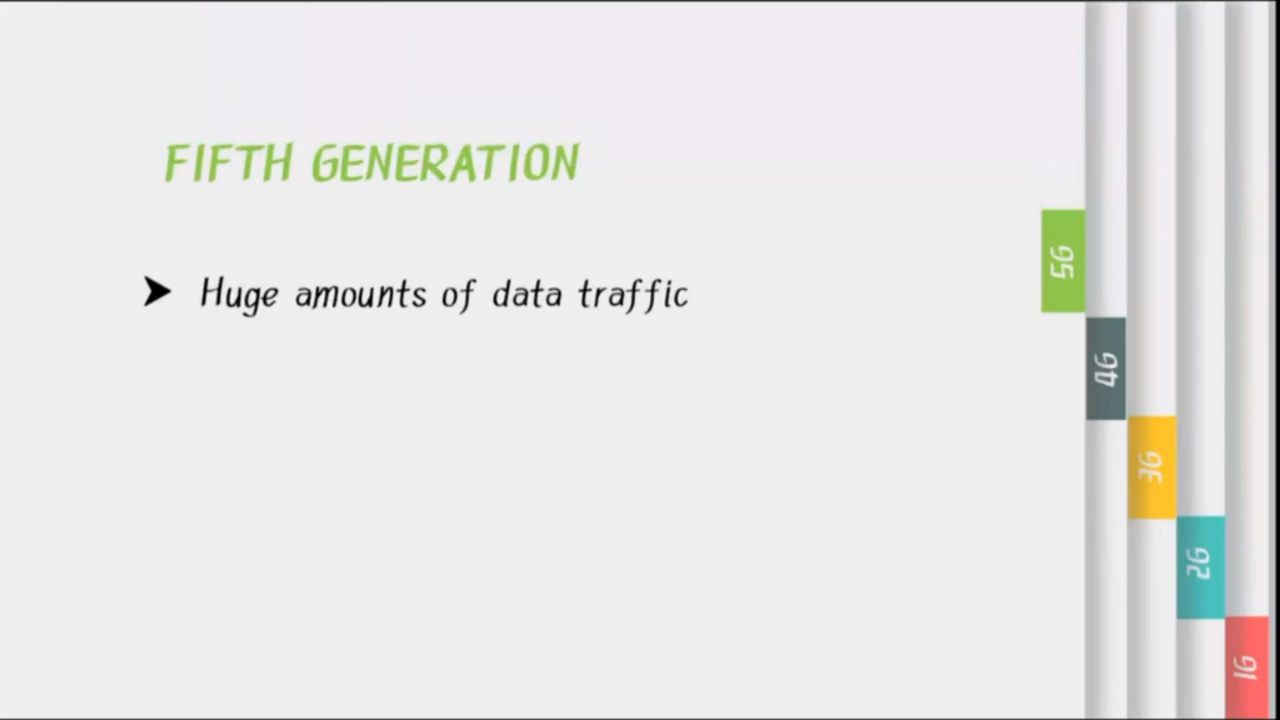 FIFTH GENERATION
➤ Huge amounts of data traffic
5G
4G
3G
2G
1G